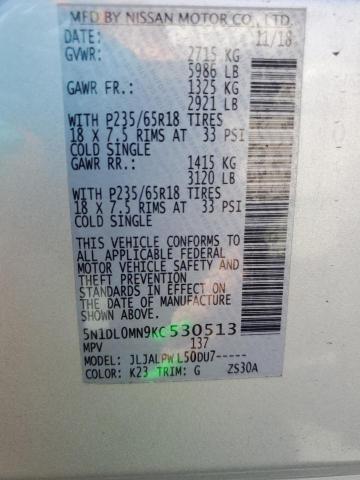 MFD BY NISSAN MOTOR CO., LTD.
DATE: 11/18
GVWR: 2715 KG
5986 LB
GAWR FR.: 1325 KG
2921 LB
WITH P235/65R18 TIRES
18 X 7.5 RIMS AT 33 PSI
COLD SINGLE
GAWR RR.: 1415 KG
3120 LB
WITH P235/65R18 TIRES
18 X 7.5 RIMS AT 33 PSI
COLD SINGLE
THIS VEHICLE CONFORMS TO
ALL APPLICABLE FEDERAL
MOTOR VEHICLE SAFETY AND
THEFT PREVENTION
STANDARDS IN EFFECT ON
THE DATE OF MANUFACTURE
SHOWN ABOVE.
5N1DL0MN9KC530513
MPV 137
MODEL: JLJALPWL50DU7-----
COLOR: K23 TRIM: G ZS30A